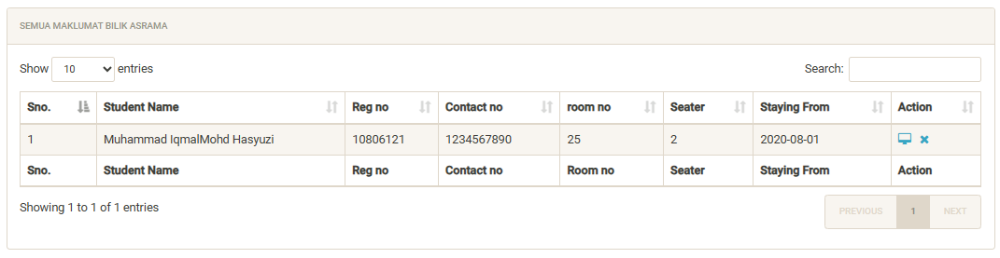 SEMUA MAKLUMAT BILIK ASRAMA
Show 10 entries Search:
Sno. Student Name Reg no Contact no room no Seater Staying From Action
1 Muhammad IqmalMohd Hasyuzi 10806121 1234567890 25 2 2020-08-01
Sno. Student Name Reg no Contact no Room no Seater Staying From Action
Showing 1 to 1 of 1 entries PREVIOUS 1 NEXT